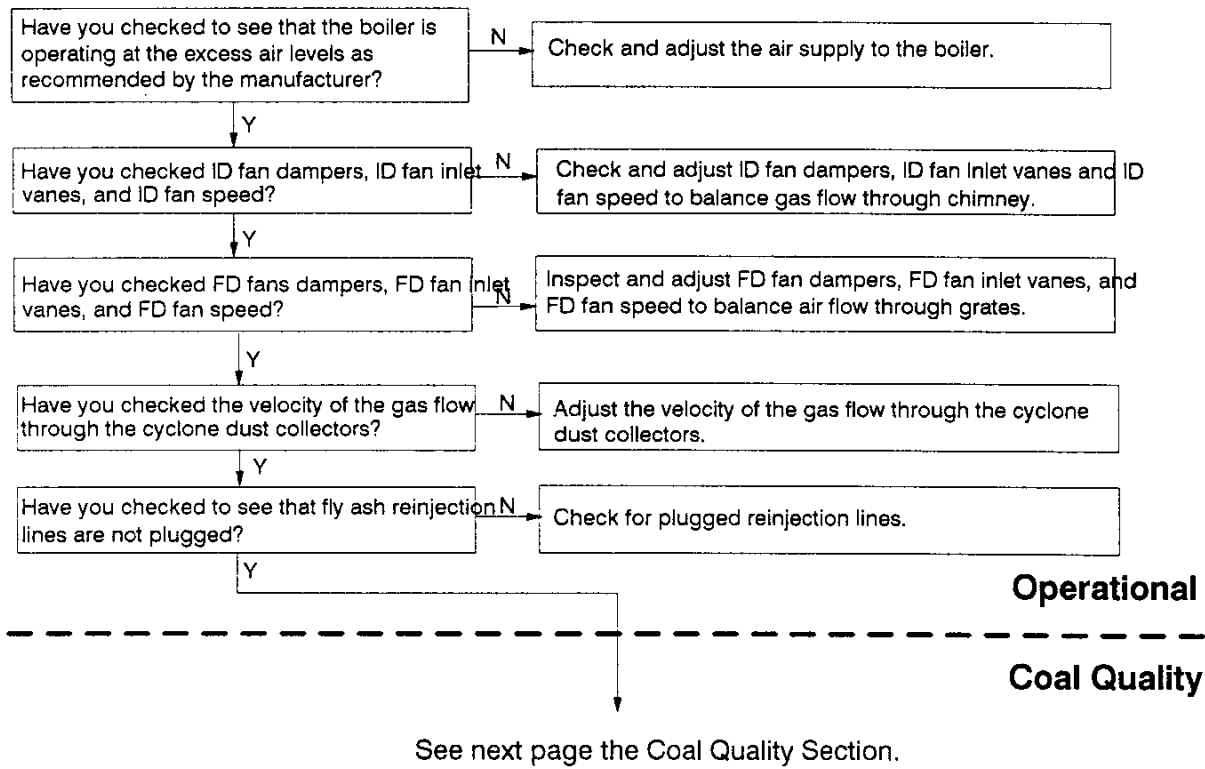 Have you checked to see that the boiler is
operating at the excess air levels as
recommended by the manufacturer?
N
Check and adjust the air supply to the boiler.
Y
Have you checked ID fan dampers, ID fan inlet
vanes, and ID fan speed?
N
Check and adjust ID fan dampers, ID fan Inlet vanes and ID
fan speed to balance gas flow through chimney.
Y
Have you checked FD fans dampers, FD fan inlet
vanes, and FD fan speed?
N
Inspect and adjust FD fan dampers, FD fan inlet vanes, and
FD fan speed to balance air flow through grates.
Y
Have you checked the velocity of the gas flow
through the cyclone dust collectors?
N
Adjust the velocity of the gas flow through the cyclone
dust collectors.
Y
Have you checked to see that fly ash reinjection
lines are not plugged?
N
Check for plugged reinjection lines.
Y
Operational
Coal Quality
See next page the Coal Quality Section.